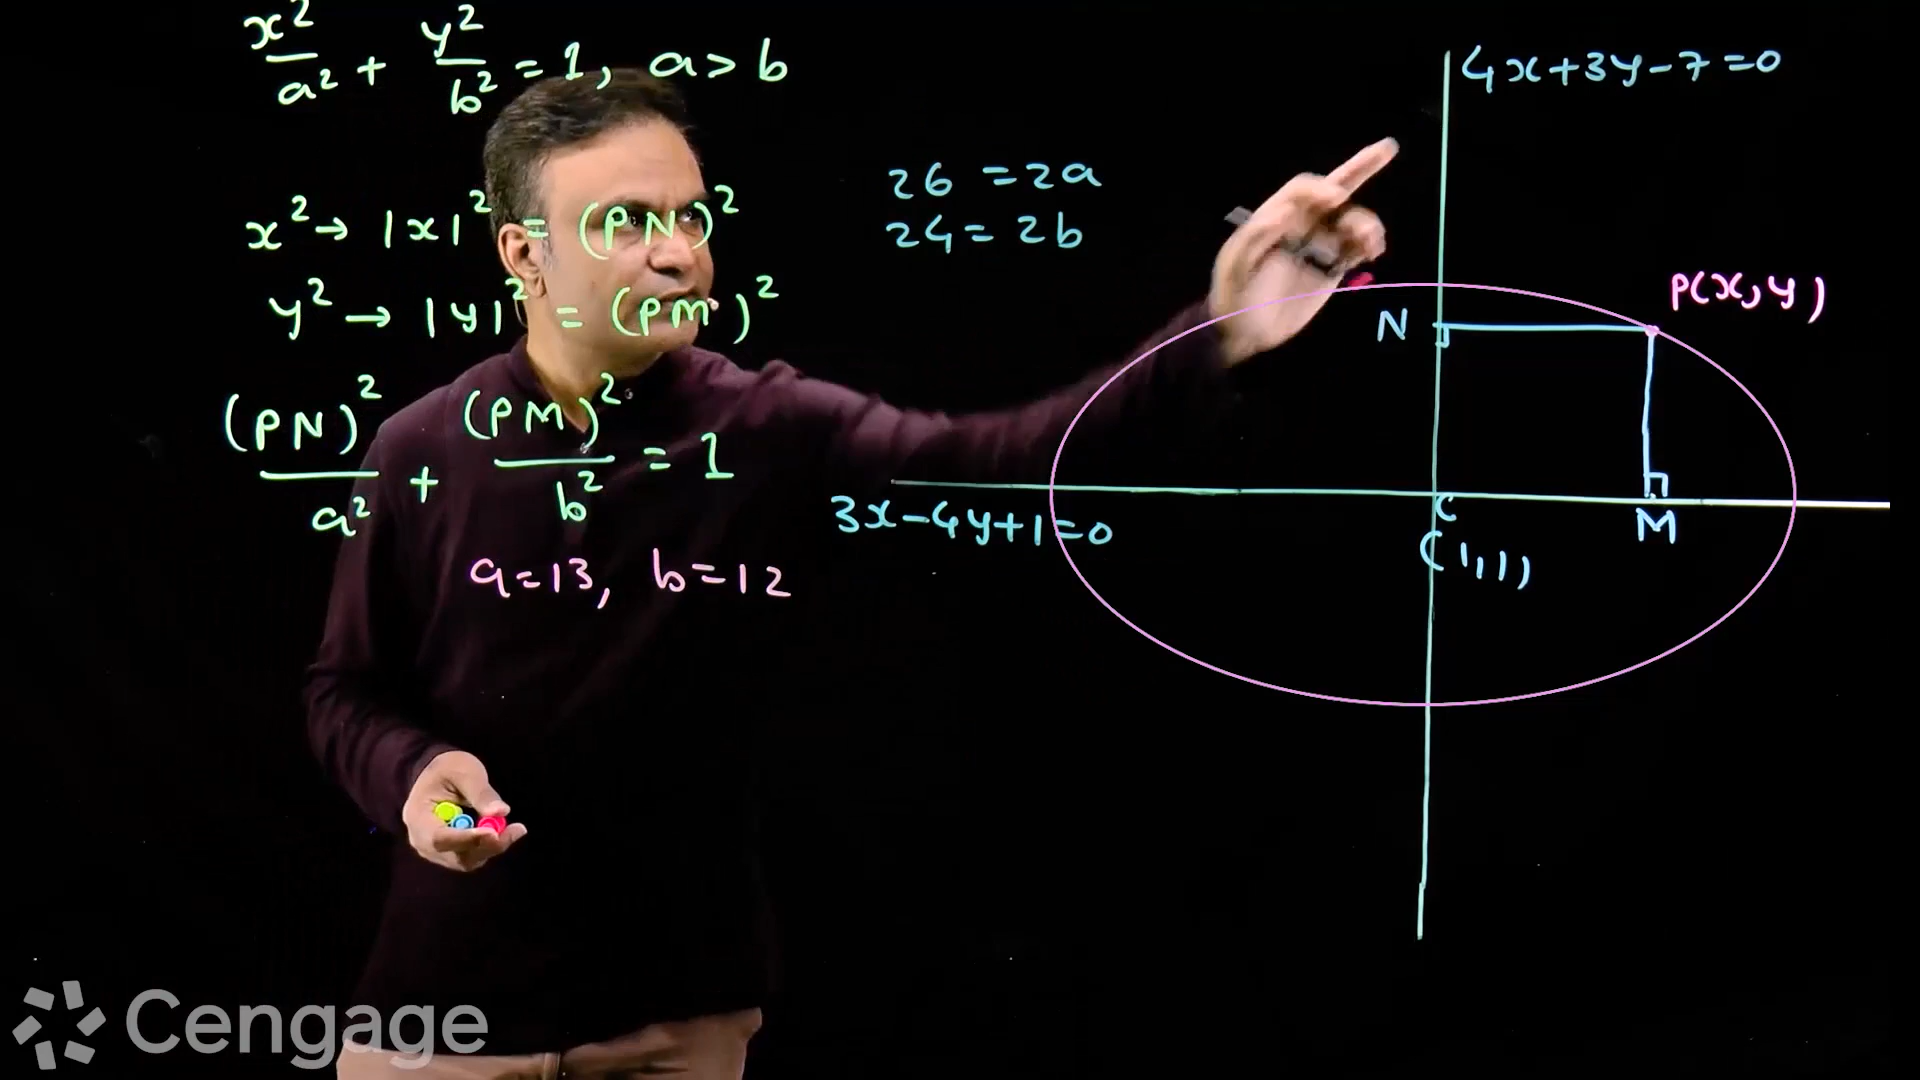 x²/a² + y²/b² = 1, a > b
x² → |x|² = (PN)²
y² → |y|² = (PM)²
(PN)²/a² + (PM)²/b² = 1
a = 13, b = 12
26 = 2a
24 = 2b
4x + 3y - 7 = 0
P(x, y)
N
3x - 4y + 1 = 0
C
(1, 1)
M
Cengage